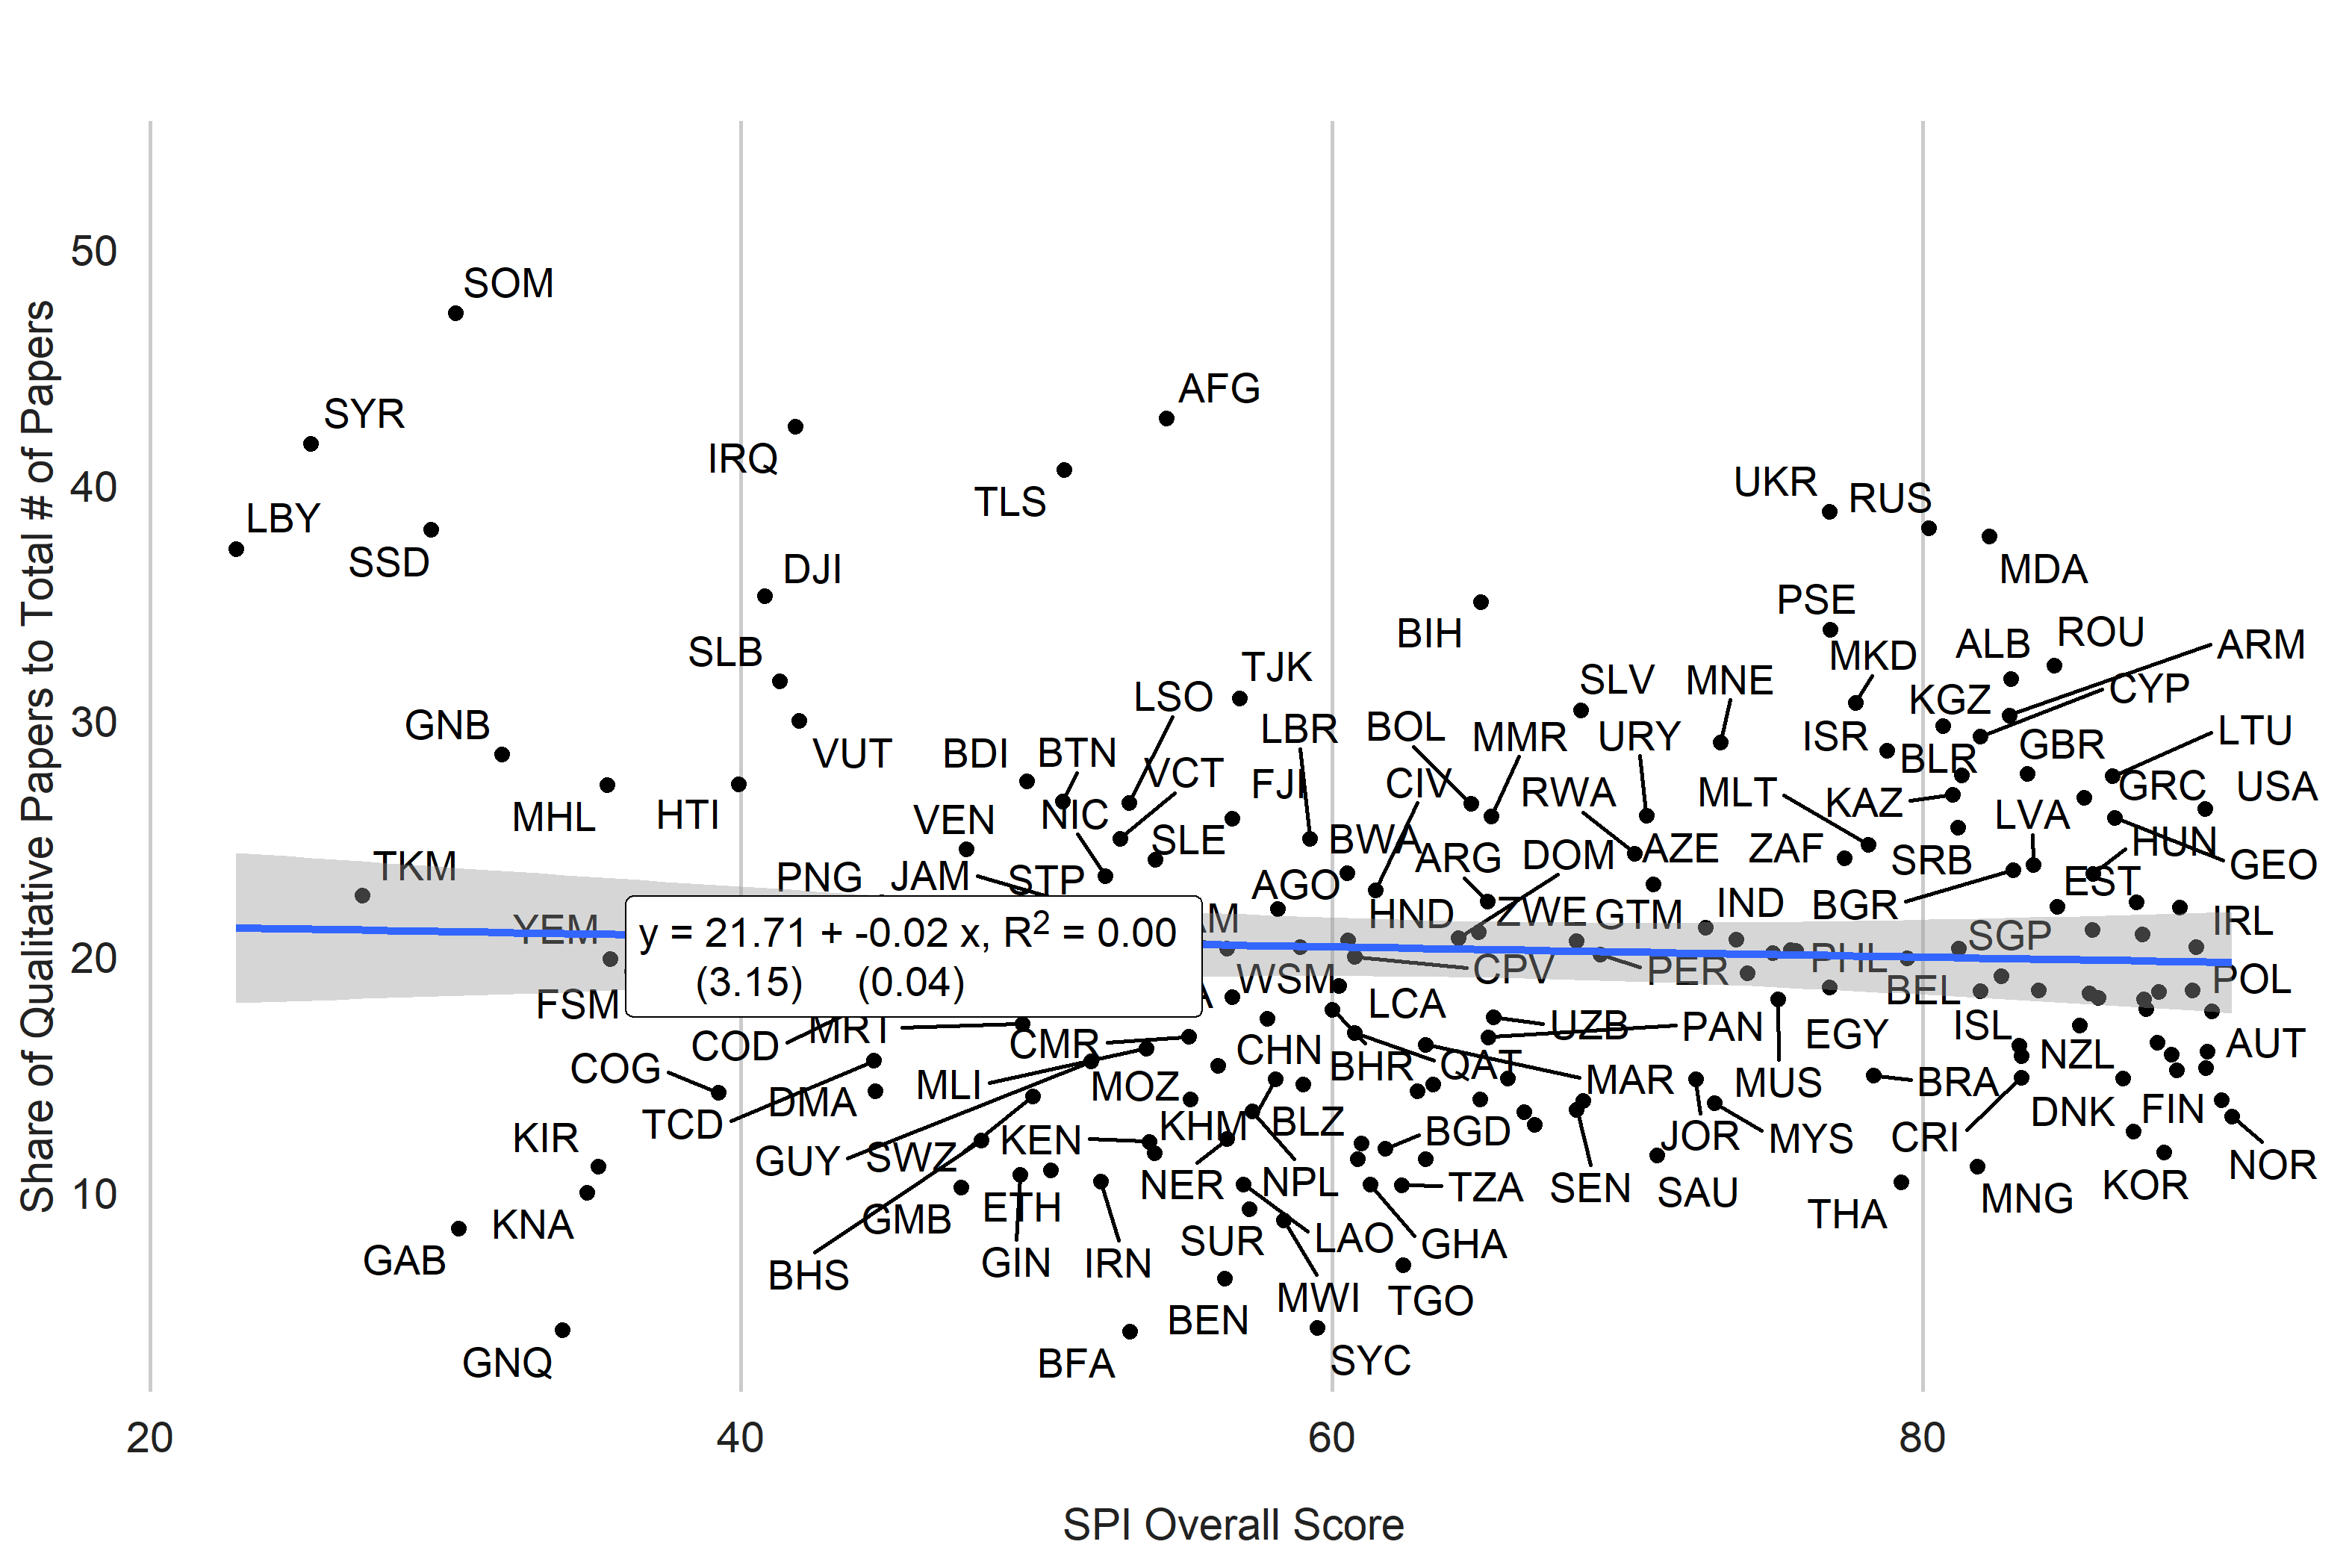 50
SOM
AFG
SYR
IRQ
40
TLS
UKR
RUS
LBY
SSD
MDA
DJI
PSE
BIH
ALB
ROU
ARM
SLB
MKD
TJK
SLV
MNE
CYP
LSO
KGZ
30
GNB
LBR
BOL
MMR
URY
ISR
LTU
VUT
BDI
BTN
GBR
BLR
VCT
FJI
CIV
RWA
MLT
GRC
USA
MHL
HTI
VEN
NIC
KAZ
LVA
SLE
BWA
ARG
DOM
AZE
ZAF
SRB
HUN
GEO
TKM
PNG
JAM
STP
AGO
EST
BGR
IND
HND
ZWE
GTM
IRL
YEM
y = 21.71 + -0.02 x, R2 = 0.00
(3.15) (0.04)
SGP
20
PHL
CPV
PER
WSM
POL
BEL
FSM
LCA
MRT
UZB
PAN
EGY
ISL
COD
CMR
CHN
AUT
NZL
COG
BHR
QAT
MLI
MOZ
MAR
MUS
BRA
DMA
TCD
DNK
FIN
KIR
KEN
KHM
BLZ
BGD
JOR
MYS
CRI
GUY
SWZ
NOR
10
NER
NPL
TZA
SEN
SAU
KOR
MNG
KNA
GMB
ETH
THA
GAB
SUR
LAO
GHA
BHS
GIN
IRN
MWI
TGO
BEN
GNQ
BFA
SYC
20
40
60
80
SPI Overall Score
Share of Qualitative Papers to Total # of Papers